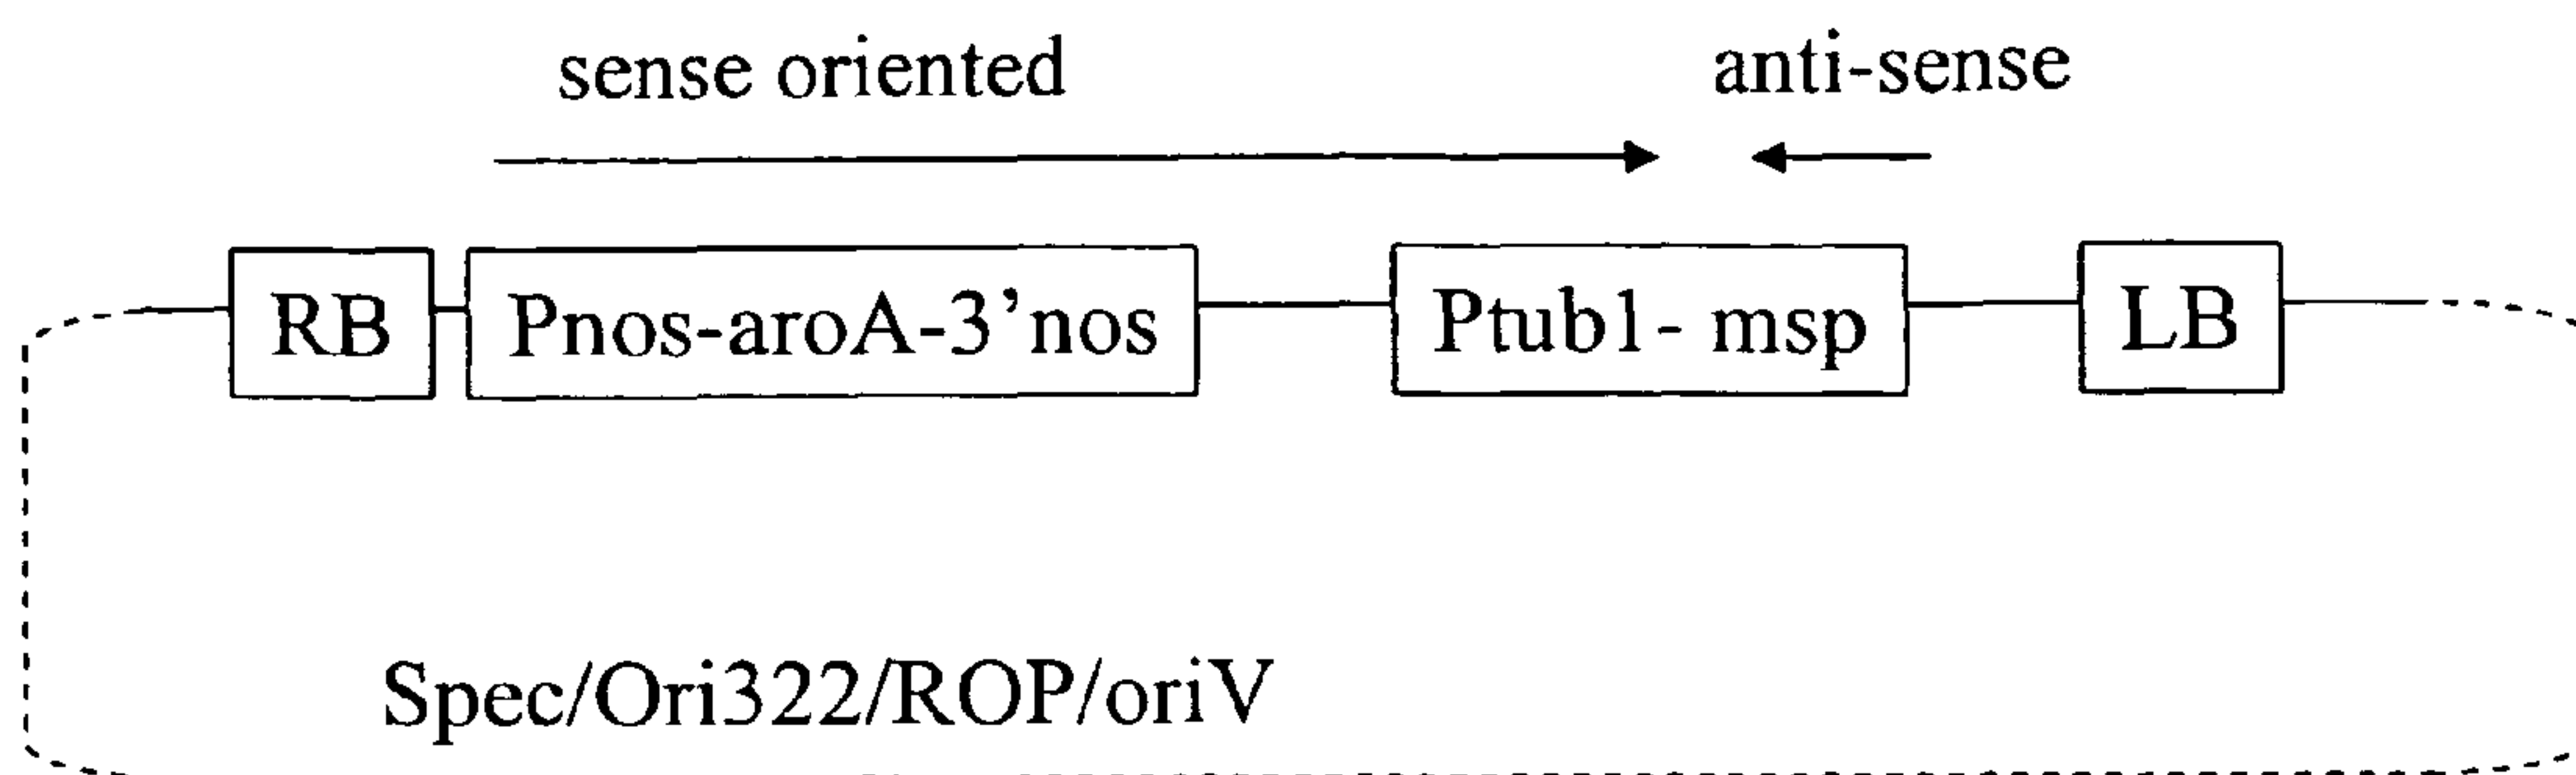 sense oriented anti-sense
RB Pnos-aroA-3’nos Ptub1- msp LB
Spec/Ori322/ROP/oriV